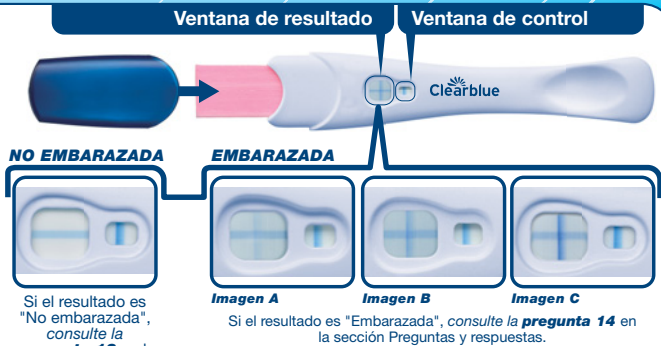 Ventana de resultado
Ventana de control
Clearblue
NO EMBARAZADA
EMBARAZADA
Si el resultado es
"No embarazada",
consulte la
Imagen A
Imagen B
Imagen C
Si el resultado es "Embarazada", consulte la pregunta 14 en
la sección Preguntas y respuestas.